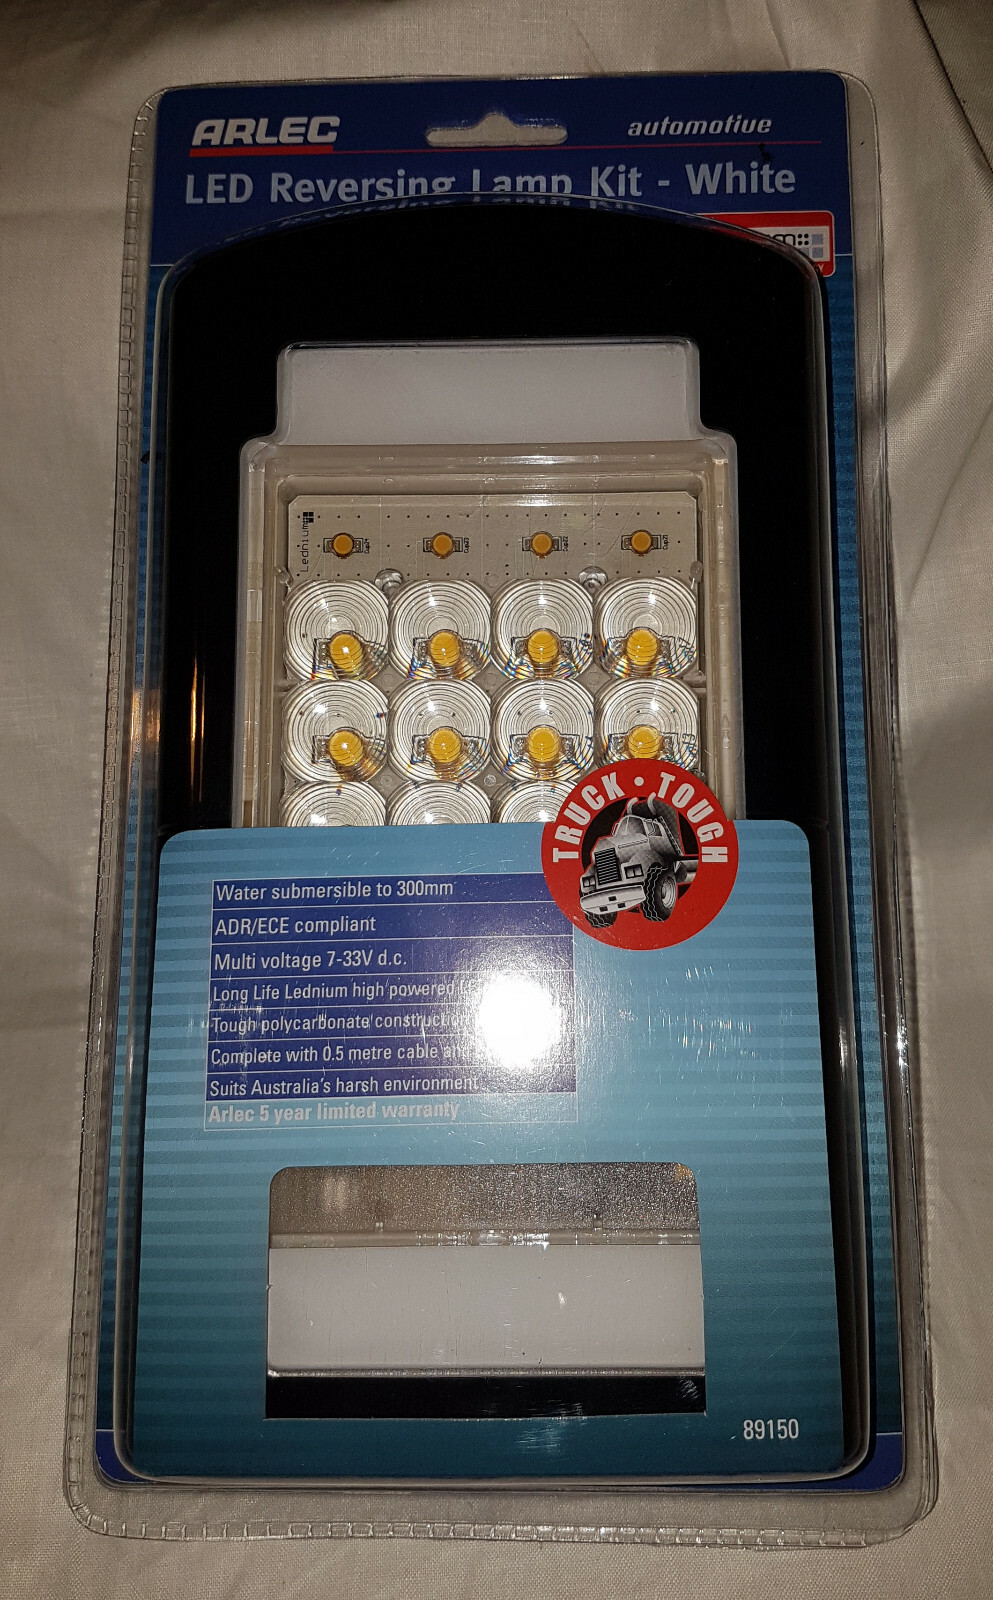 ARLEC
automotive
LED Reversing Lamp Kit - White
Lednium
TRUCK • TOUGH
Water submersible to 300mm
ADR/ECE compliant
Multi voltage 7-33V d.c.
Long Life Lednium high powered
Tough polycarbonate
Complete with 0.5 metre cable
Suits Australia's harsh environment
Arlec 5 year limited warranty
89150